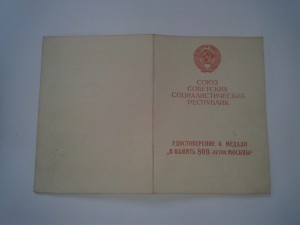 СОЮЗ
СОВЕТСКИХ
СОЦИАЛИСТИЧЕСКИХ
РЕСПУБЛИК
УДОСТОВЕРЕНИЕ К МЕДАЛИ
„В ПАМЯТЬ 800-ЛЕТИЯ МОСКВЫ"